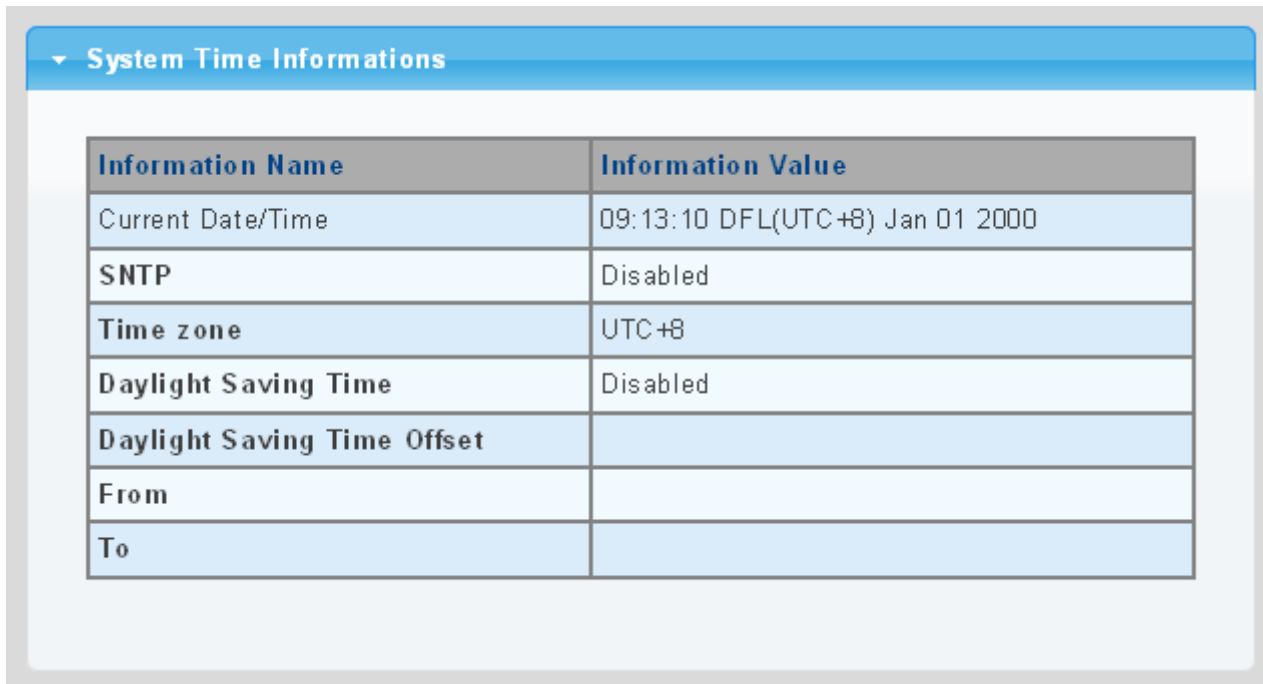 System Time Informations
Information Name Information Value
Current Date/Time 09:13:10 DFL(UTC+8) Jan 01 2000
SNTP Disabled
Time zone UTC+8
Daylight Saving Time Disabled
Daylight Saving Time Offset
From
To